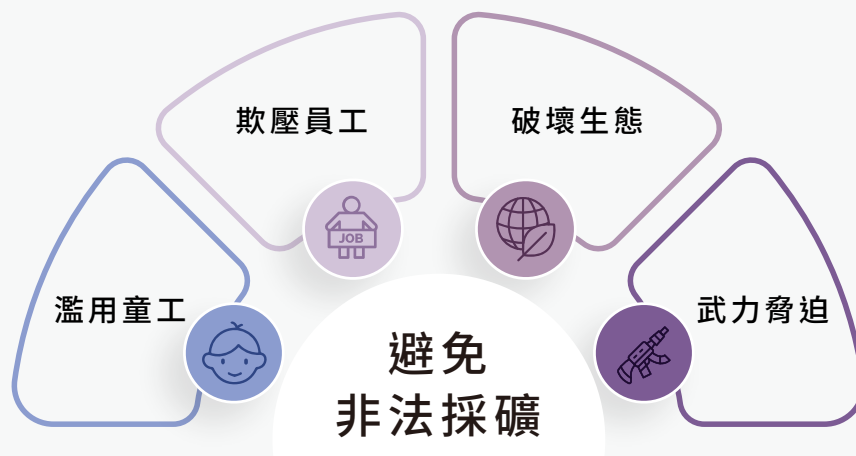 欺壓員工
破壞生態
JOB
濫用童工
武力脅迫
避免
非法採礦